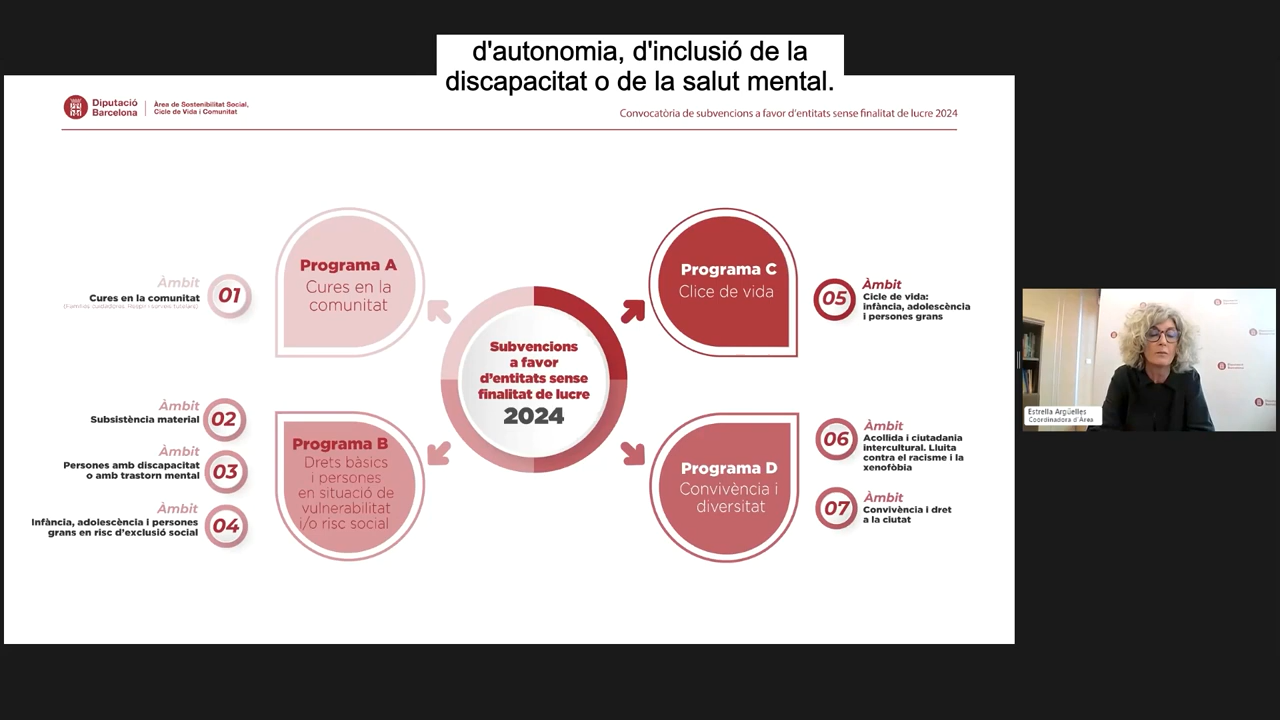 d'autonomia, d'inclusió de la
discapacitat o de la salut mental.
Diputació
Barcelona
Àrea de Sostenibilitat Social,
Cicle de Vida i Comunitat
Convocatòria de subvencions a favor d'entitats sense finalitat de lucre 2024
Àmbit
01
Cures en la comunitat
Programa A
Cures en la
comunitat
Programa C
Clice de vida
05
Àmbit
Cicle de vida:
infància, adolescència
i persones grans
Subvencions
a favor
d'entitats sense
finalitat de lucre
2024
Àmbit
02
Subsistència material
Àmbit
03
Persones amb discapacitat
o amb trastorn mental
Àmbit
04
Infància, adolescència i persones
grans en risc d'exclusió social
Programa B
Drets bàsics
i persones
en situació de
vulnerabilitat
i/o risc social
Programa D
Convivència i
diversitat
06
Àmbit
Acollida i ciutadania
intercultural. Lluita
contra el racisme i la
xenofòbia
07
Àmbit
Convivència i dret
a la ciutat
Estrella Argüelles
Coordinadora d'Àrea